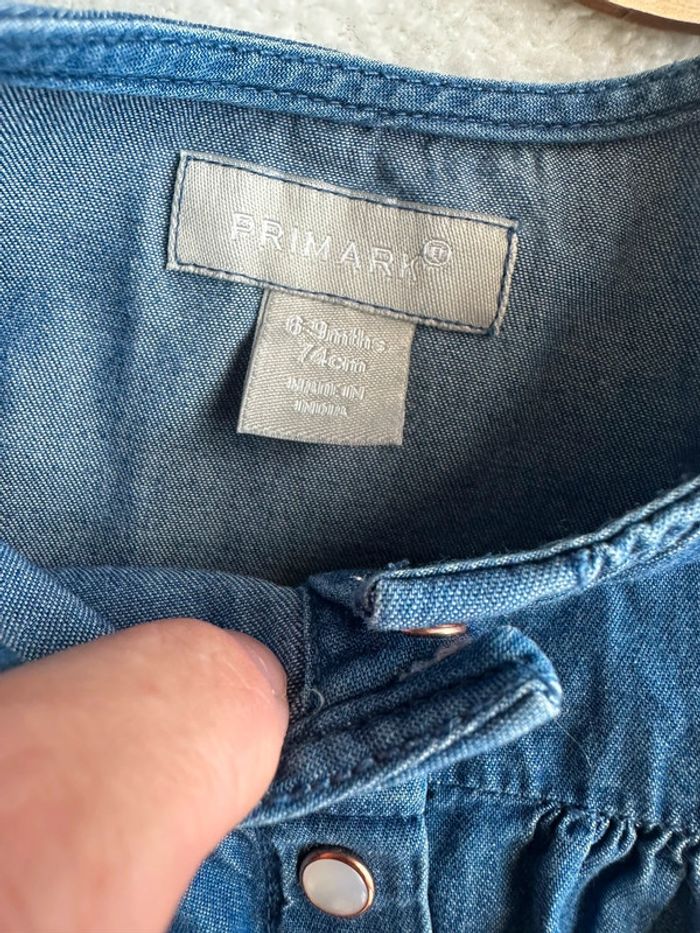 PRIMARK
6-9mths
74cm
MADE IN
INDIA